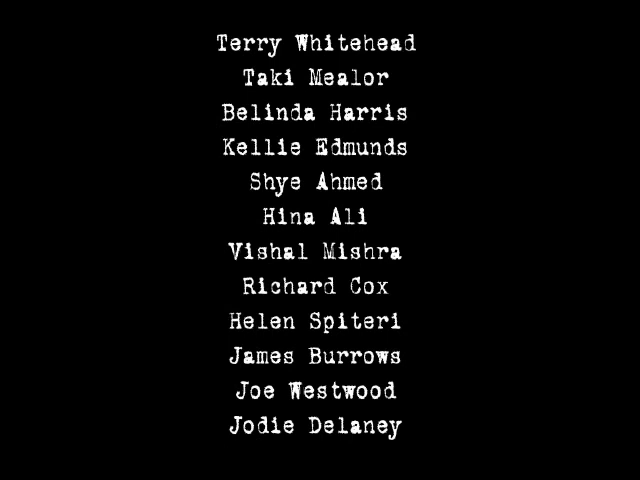 Terry Whitehead
Taki Mealor
Belinda Harris
Kellie Edmunds
Shye Ahmed
Hina Ali
Vishal Mishra
Richard Cox
Helen Spiteri
James Burrows
Joe Westwood
Jodie Delaney